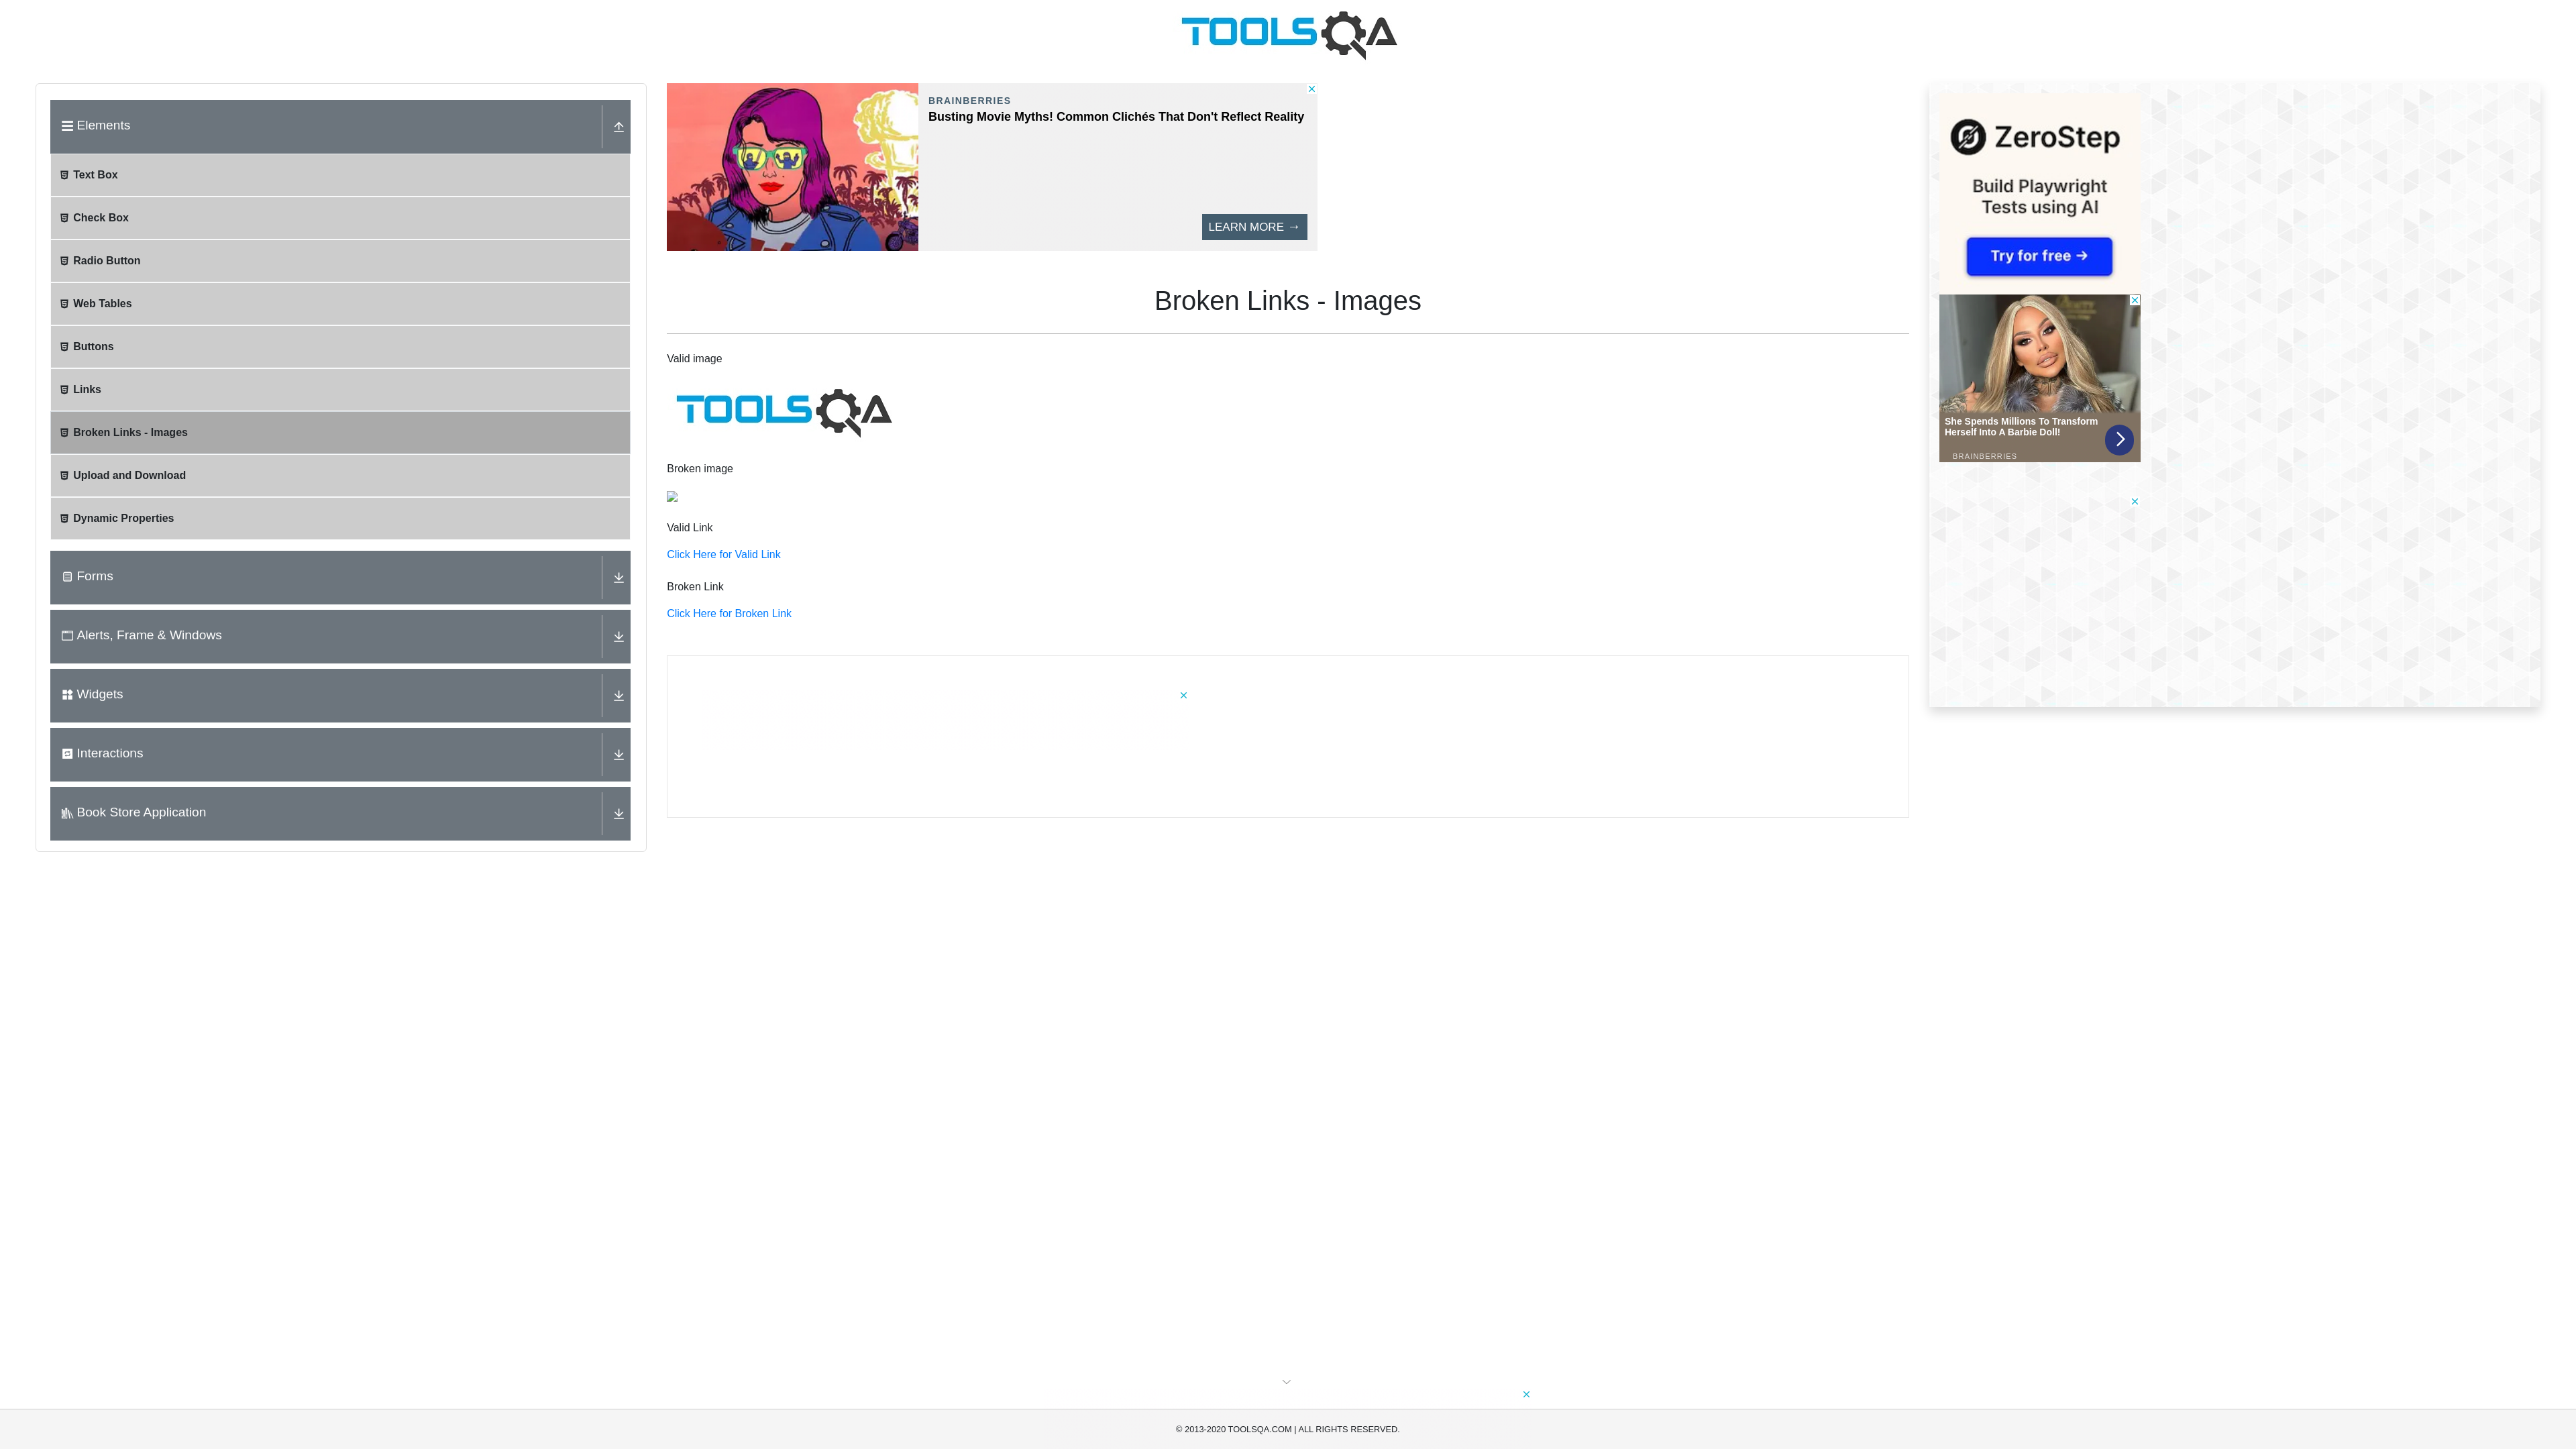 TOOLSQA
Elements
Text Box
Check Box
Radio Button
Web Tables
Buttons
Links
Broken Links - Images
Upload and Download
Dynamic Properties
Forms
Alerts, Frame & Windows
Widgets
Interactions
Book Store Application
BRAINBERRIES
Busting Movie Myths! Common Clichés That Don't Reflect Reality
LEARN MORE →
Broken Links - Images
Valid image
TOOLSQA
Broken image
Valid Link
Click Here for Valid Link
Broken Link
Click Here for Broken Link
ZeroStep
Build Playwright
Tests using AI
Try for free →
She Spends Millions To Transform
Herself Into A Barbie Doll!
BRAINBERRIES
© 2013-2020 TOOLSQA.COM | ALL RIGHTS RESERVED.